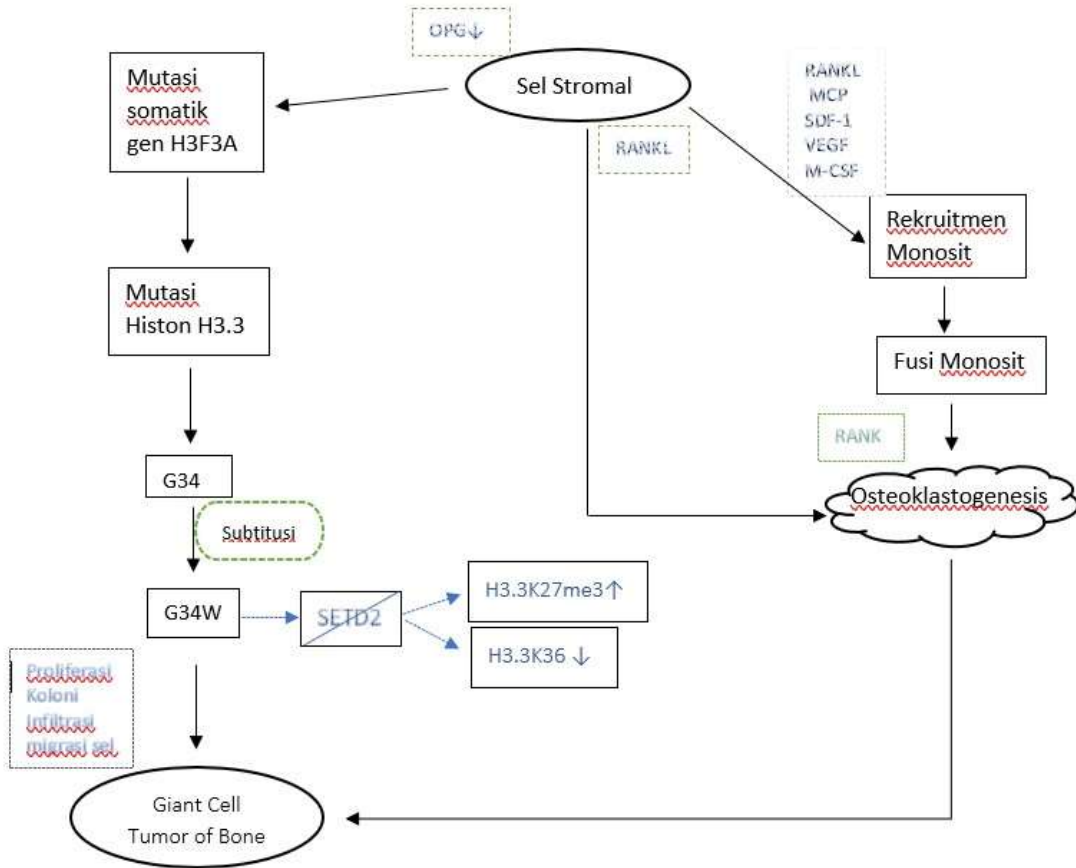 OPG↓
Sel Stromal
Mutasi
somatik
gen H3F3A
RANKL
MCP
SDF-1
VEGF
M-CSF
RANKL
Rekruitmen
Monosit
Mutasi
Histon H3.3
Fusi Monosit
RANK
Osteoklastogenesis
G34
Subtitusi
G34W
SETD2
H3.3K27me3↑
H3.3K36 ↓
Proliferasi
Koloni
Infiltrasi
migrasi sel
Giant Cell
Tumor of Bone